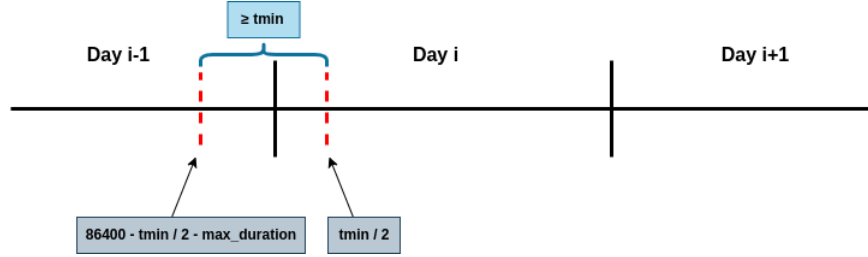 ≥ tmin
Day i-1
Day i
Day i+1
86400 - tmin / 2 - max_duration
tmin / 2